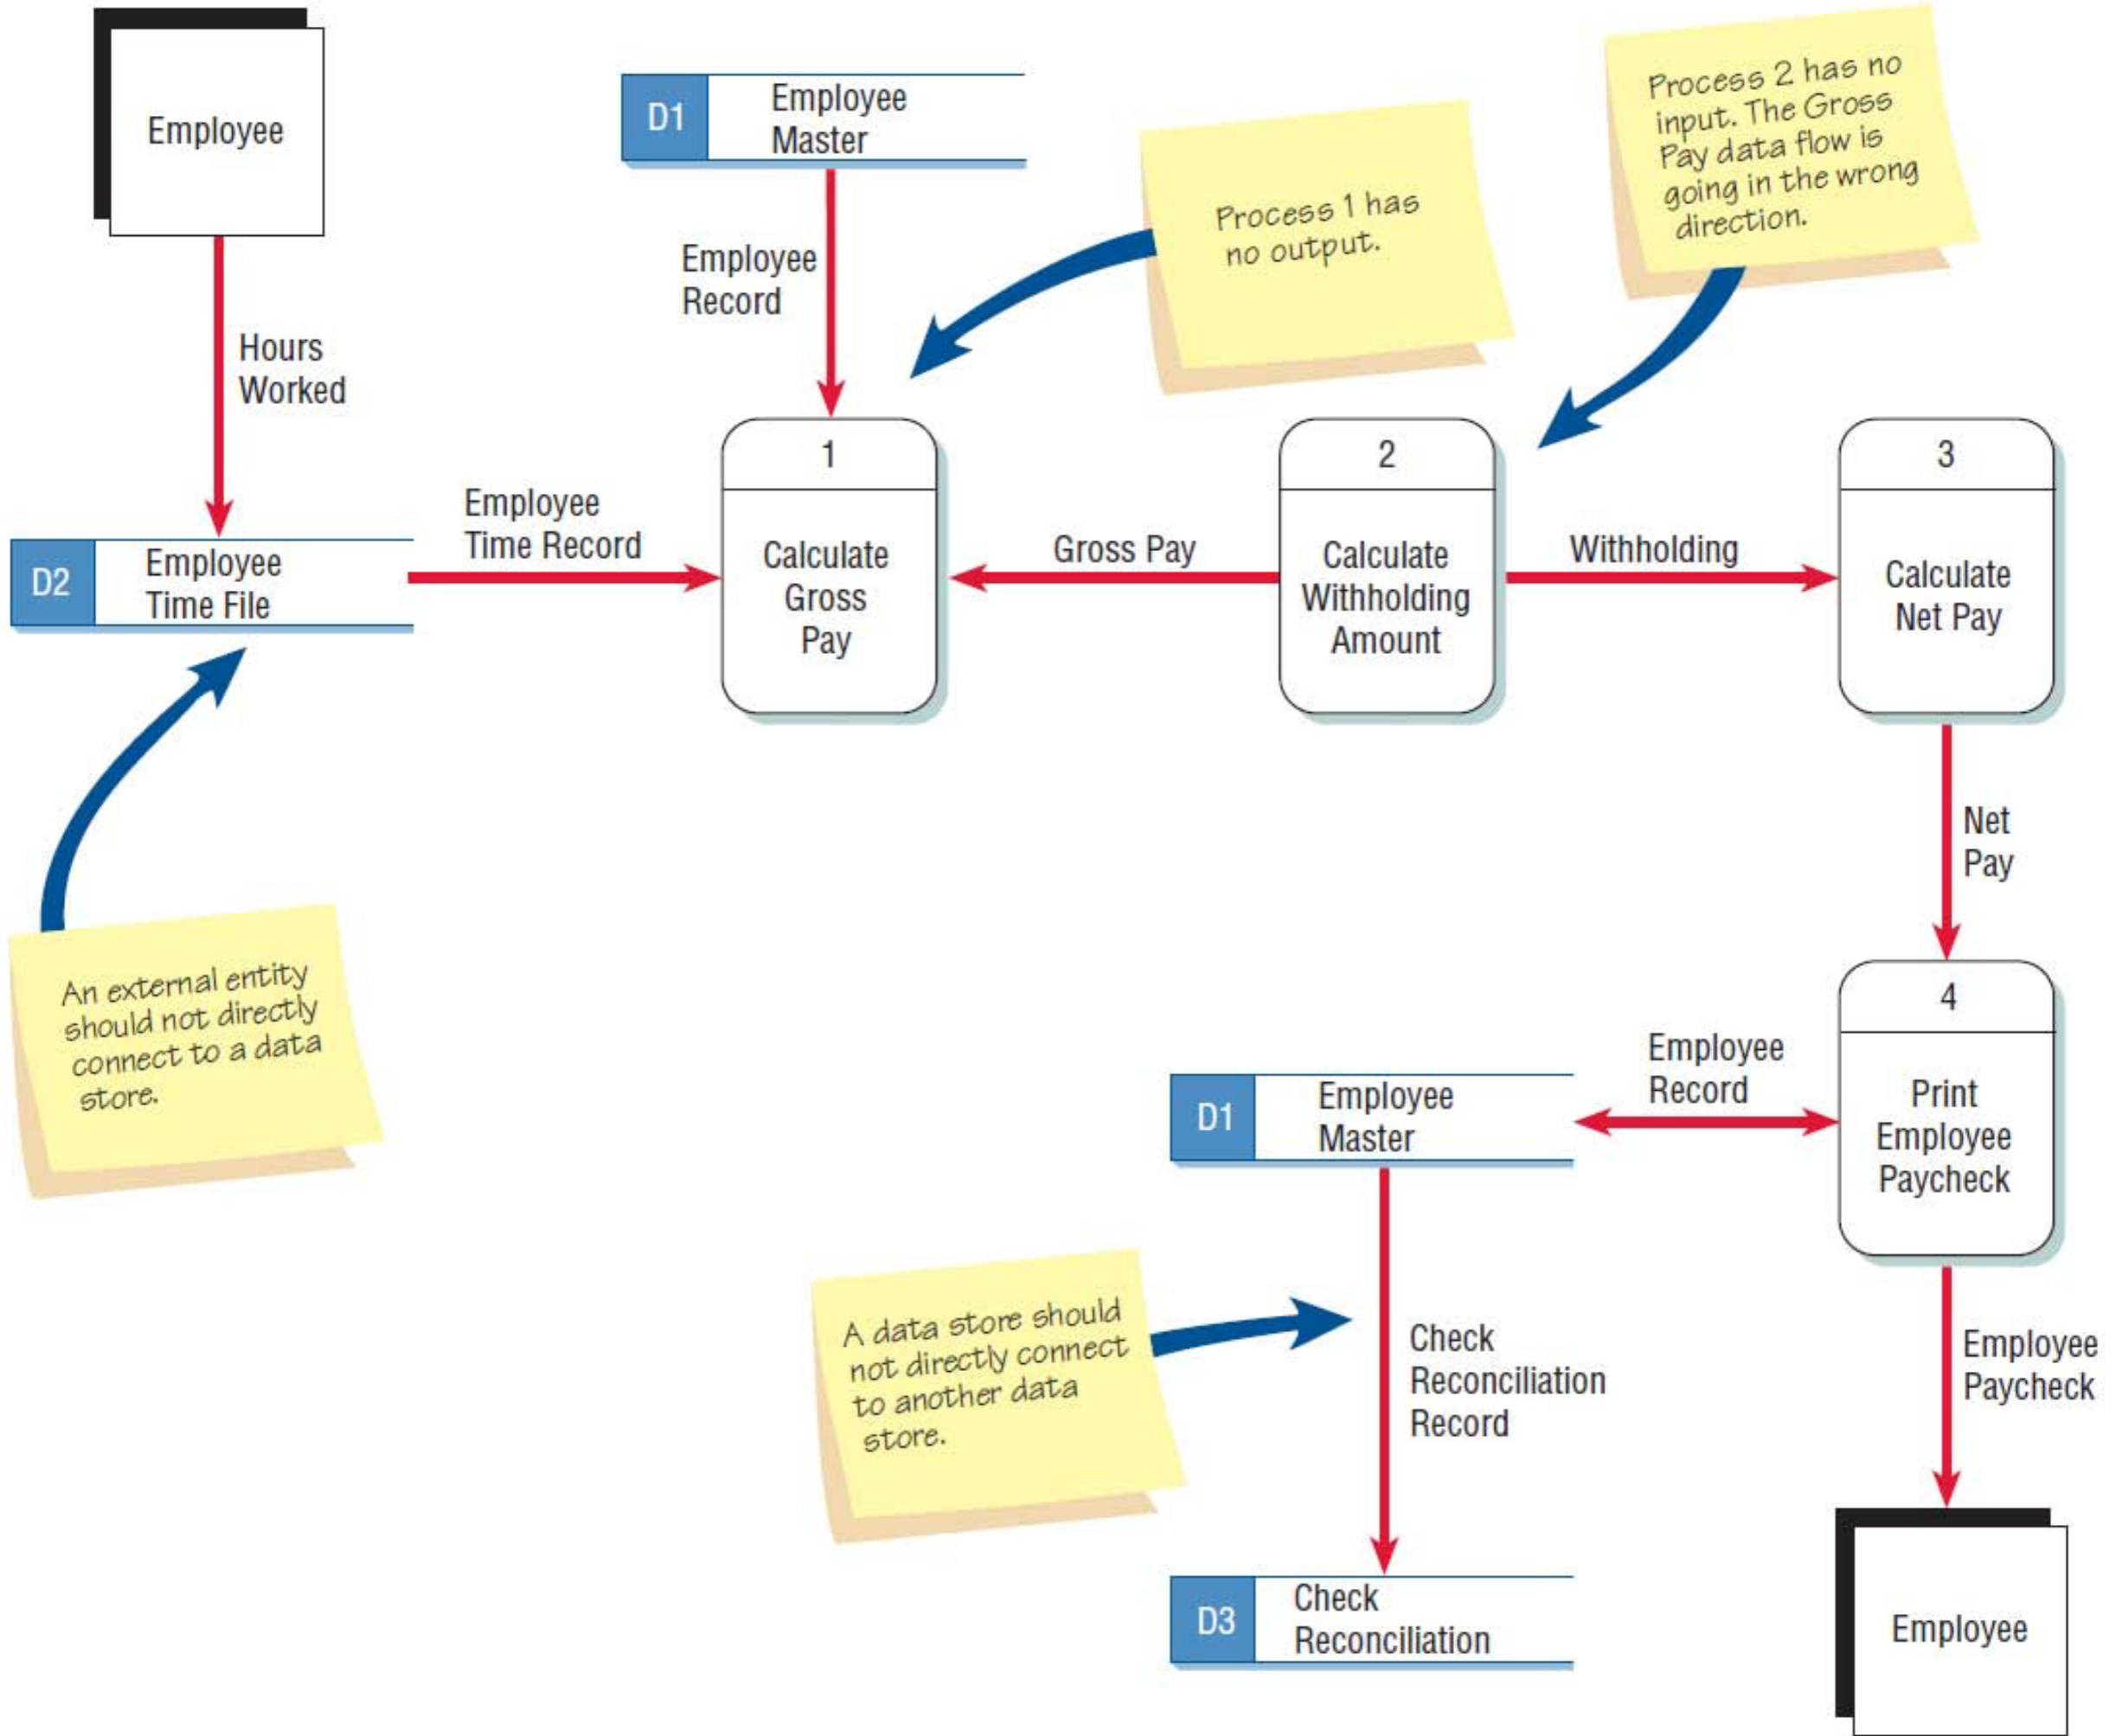 Employee
D1
Employee
Master
Process 1 has
no output.
Process 2 has no
input. The Gross
Pay data flow is
going in the wrong
direction.
Employee
Record
Hours
Worked
D2
Employee
Time File
Employee
Time Record
1
Calculate
Gross
Pay
Gross Pay
2
Calculate
Withholding
Amount
Withholding
3
Calculate
Net Pay
Net
Pay
An external entity
should not directly
connect to a data
store.
4
Print
Employee
Paycheck
Employee
Record
D1
Employee
Master
A data store should
not directly connect
to another data
store.
Check
Reconciliation
Record
Employee
Paycheck
D3
Check
Reconciliation
Employee